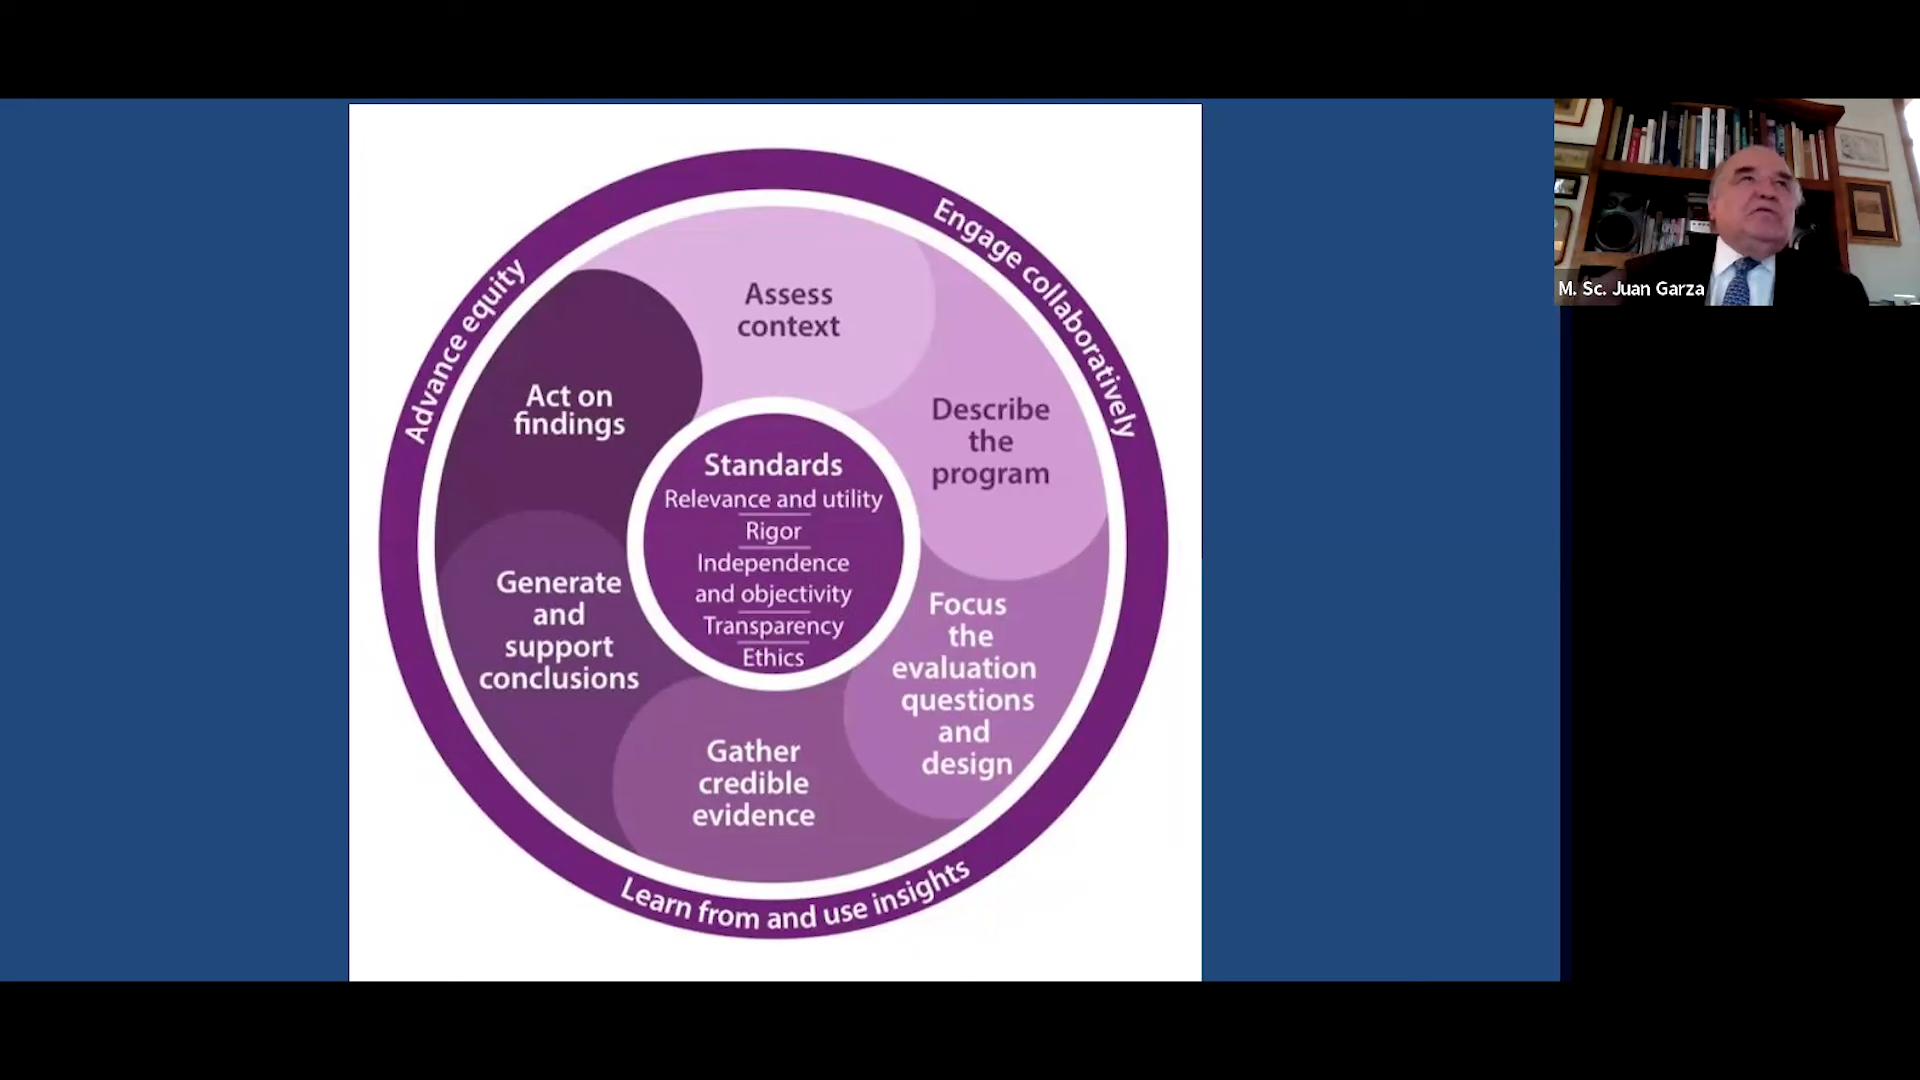 Advance equity
Engage collaboratively
Learn from and use insights
Assess
context
Describe
the
program
Focus
the
evaluation
questions
and
design
Gather
credible
evidence
Generate
and
support
conclusions
Act on
findings
Standards
Relevance and utility
Rigor
Independence
and objectivity
Transparency
Ethics
M. Sc. Juan Garza